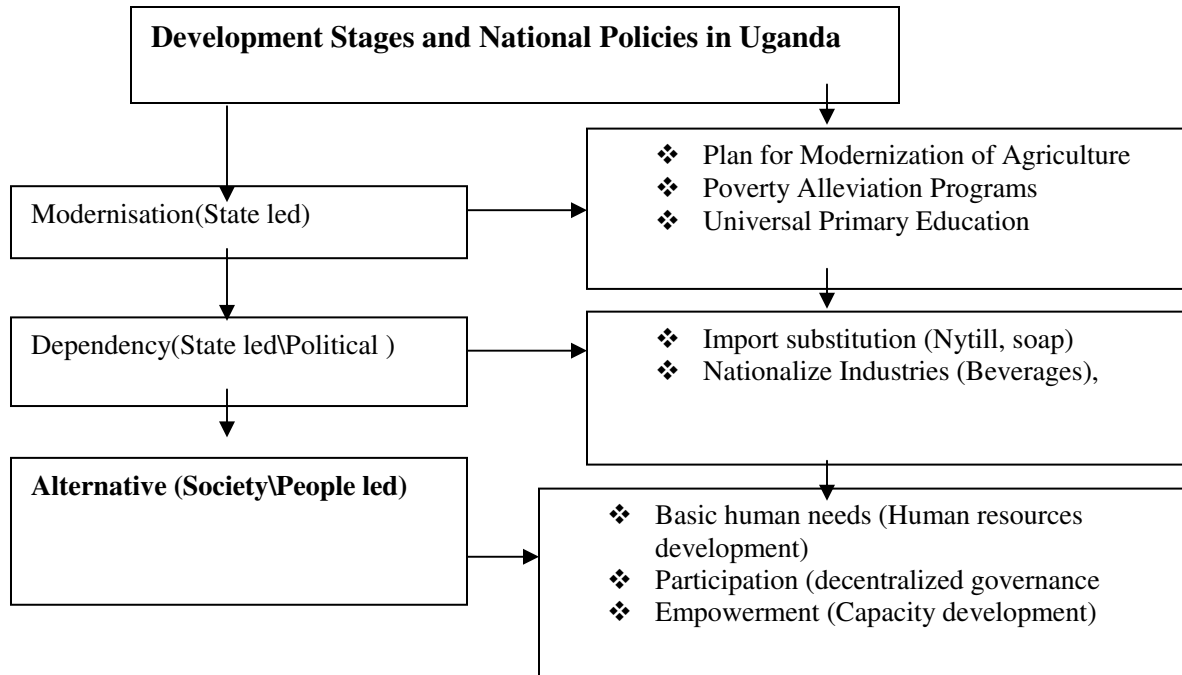 Development Stages and National Policies in Uganda
❖ Plan for Modernization of Agriculture
❖ Poverty Alleviation Programs
❖ Universal Primary Education
Modernisation(State led)
Dependency(State led\Political )
❖ Import substitution (Nytill, soap)
❖ Nationalize Industries (Beverages),
Alternative (Society\People led)
❖ Basic human needs (Human resources
development)
❖ Participation (decentralized governance
❖ Empowerment (Capacity development)